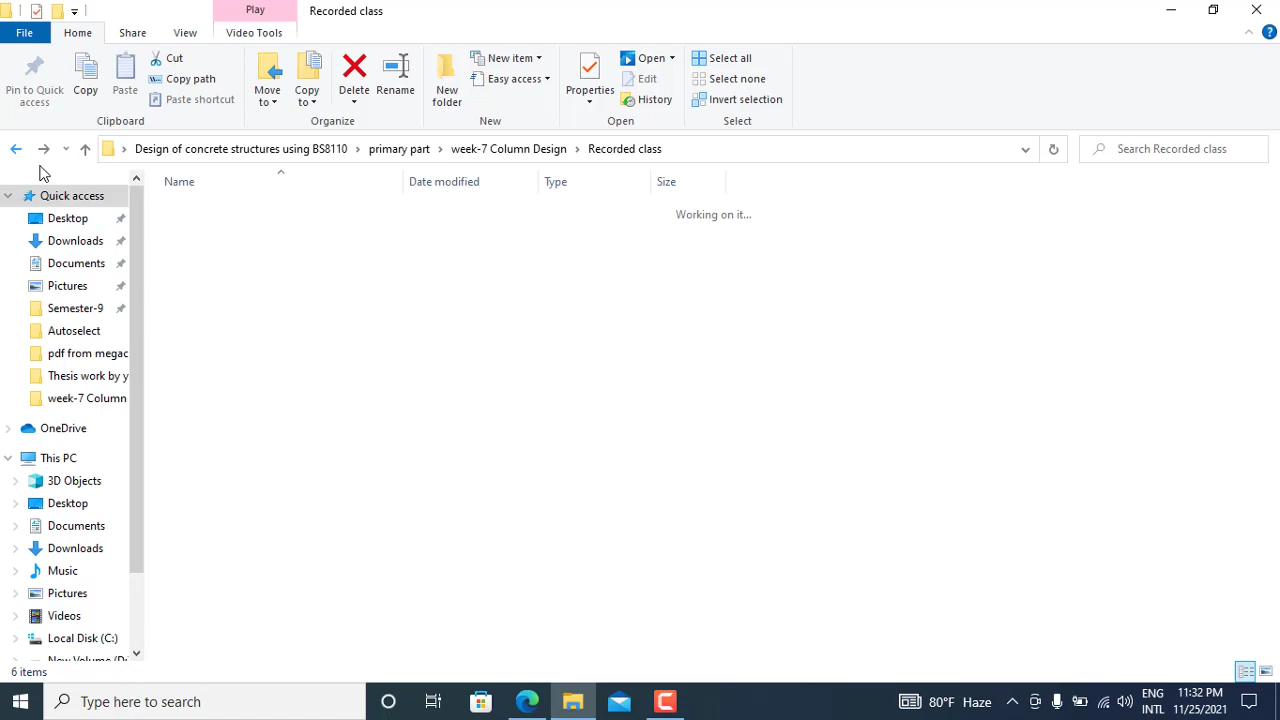 Play
Recorded class
File
Home
Share
View
Video Tools
Pin to Quick access
Copy
Paste
Cut
Copy path
Paste shortcut
Clipboard
Move to
Copy to
Delete
Rename
Organize
New folder
New item
Easy access
New
Properties
Open
Edit
History
Open
Select all
Select none
Invert selection
Select
Design of concrete structures using BS8110 > primary part > week-7 Column Design > Recorded class
Search Recorded class
Name
Date modified
Type
Size
Working on it...
Quick access
Desktop
Downloads
Documents
Pictures
Semester-9
Autoselect
pdf from megac
Thesis work by y
week-7 Column
OneDrive
This PC
3D Objects
Desktop
Documents
Downloads
Music
Pictures
Videos
Local Disk (C:)
New Volume (D:
6 items
Type here to search
80°F Haze
ENG
INTL
11:32 PM
11/25/2021